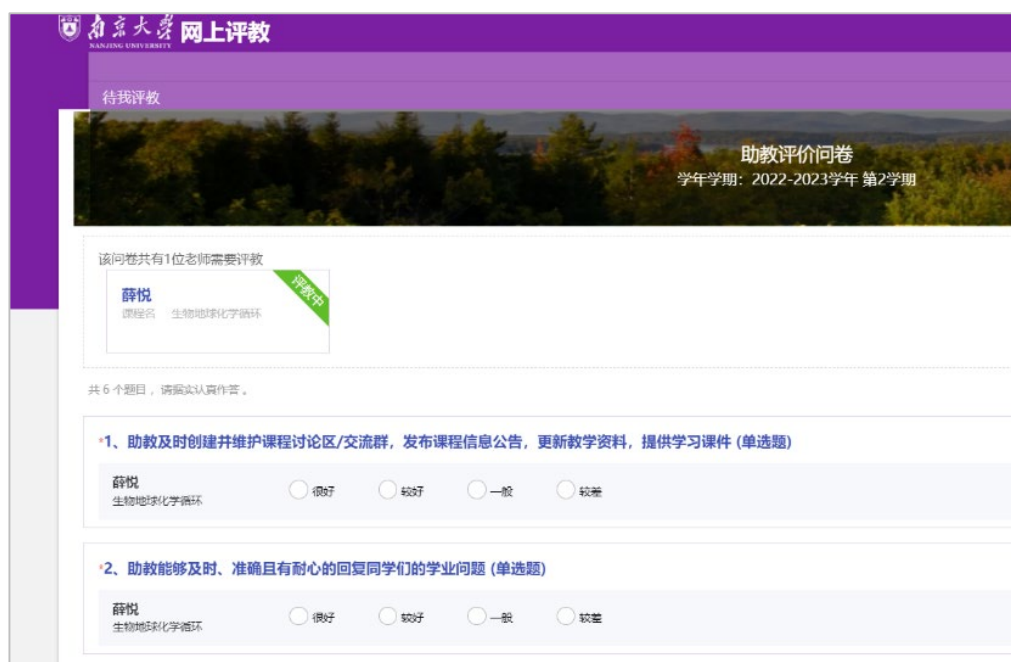 南京大学 网上评教
NANJING UNIVERSITY
待我评教
助教评价问卷
学年学期：2022-2023学年 第2学期
该问卷共有1位老师需要评教
薛悦
评教中
课程名 生物地球化学循环
共 6 个题目，请据实认真作答。
*1、助教及时创建并维护课程讨论区/交流群，发布课程信息公告，更新教学资料，提供学习课件 (单选题)
薛悦
生物地球化学循环
很好 较好 一般 较差
*2、助教能够及时、准确且有耐心的回复同学们的学业问题 (单选题)
薛悦
生物地球化学循环
很好 较好 一般 较差